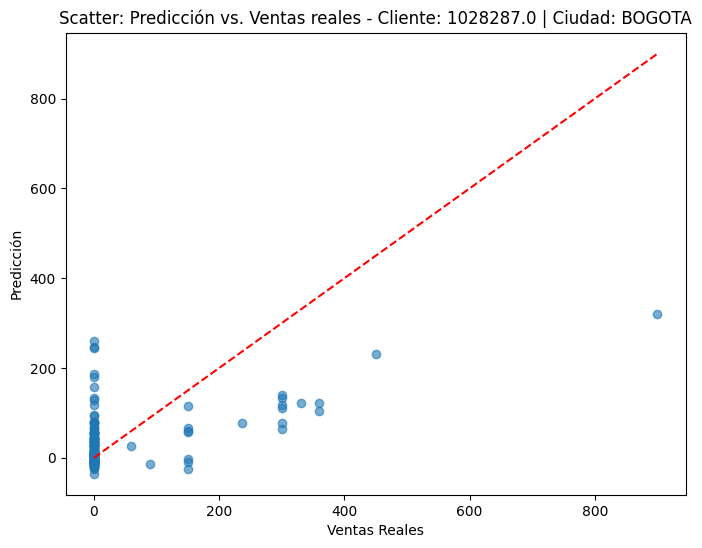 Scatter: Predicción vs. Ventas reales - Cliente: 1028287.0 | Ciudad: BOGOTA
Predicción
800
600
400
200
0
0 200 400 600 800
Ventas Reales